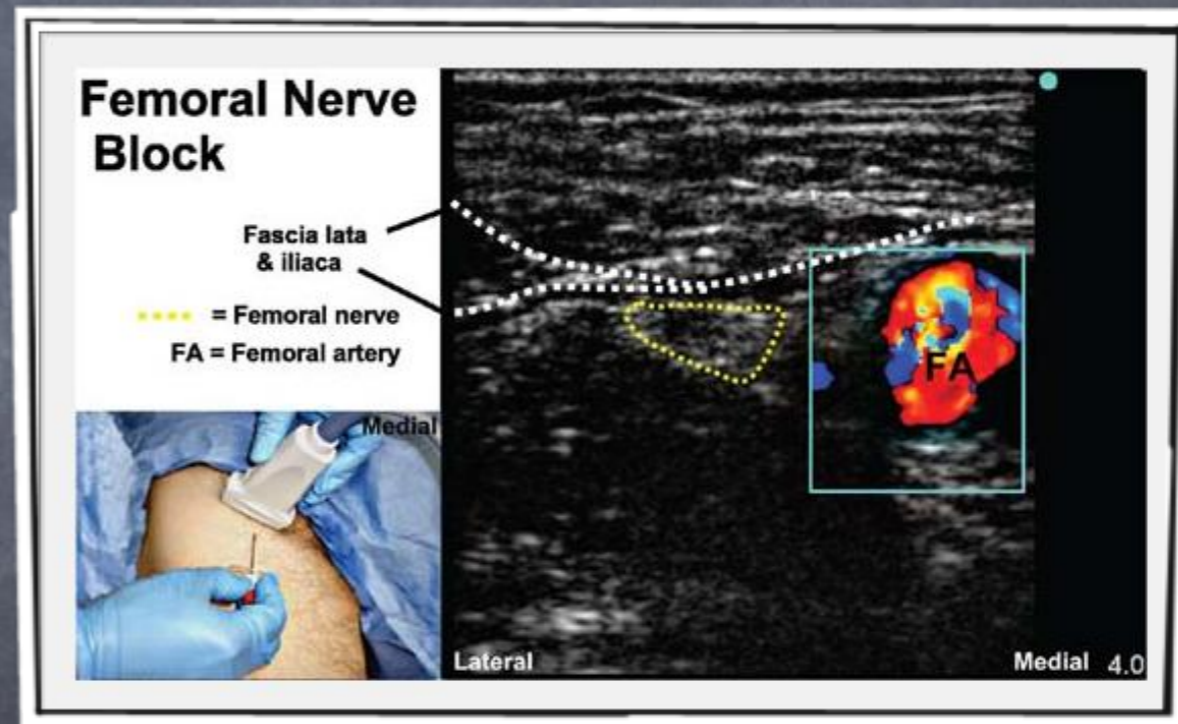 Femoral Nerve
Block
Fascia lata
& iliaca
= Femoral nerve
FA = Femoral artery
Medial
FA
Lateral
Medial 4.0